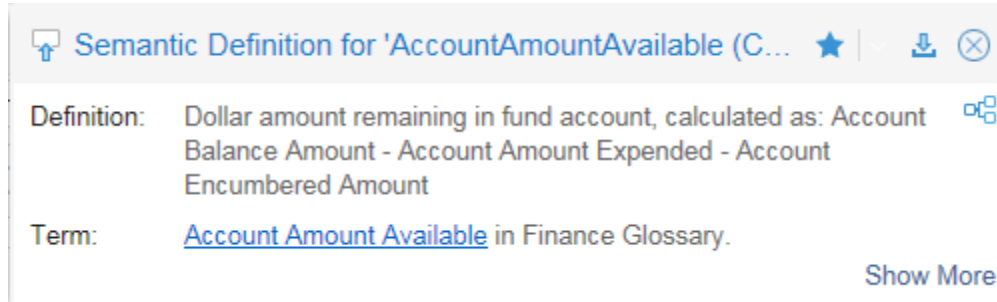 Semantic Definition for 'AccountAmountAvailable (C...
Definition: Dollar amount remaining in fund account, calculated as: Account
Balance Amount - Account Amount Expended - Account
Encumbered Amount
Term: Account Amount Available in Finance Glossary.
Show More